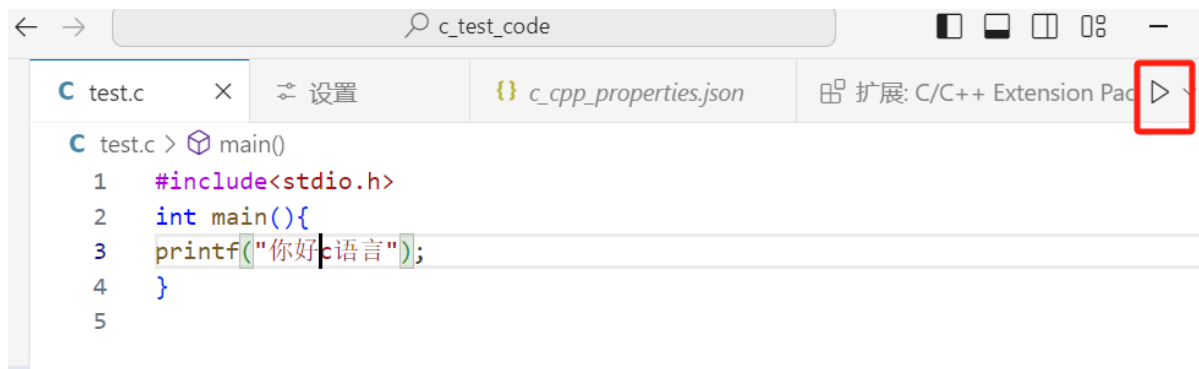 c_test_code
C test.c 设置 {} c_cpp_properties.json 扩展: C/C++ Extension Pac
C test.c > main()
1 #include<stdio.h>
2 int main(){
3 printf("你好c语言");
4 }
5